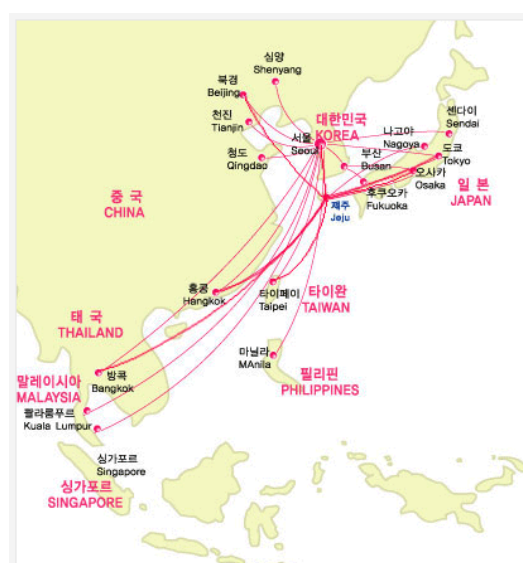 심양
Shenyang
북경
Beijing
천진
Tianjin
청도
Qingdao
대한민국
KOREA
서울
Seoul
나고야
Nagoya
센다이
Sendai
도쿄
Tokyo
부산
Busan
오사카
Osaka
후쿠오카
Fukuoka
일 본
JAPAN
제주
Jeju
중 국
CHINA
홍콩
Hangkok
타이페이
Taipei
타이완
TAIWAN
태 국
THAILAND
마닐라
MAnila
필리핀
PHILIPPINES
방콕
Bangkok
말레이시아
MALAYSIA
콸라룸푸르
Kuala Lumpur
싱가포르
Singapore
싱가포르
SINGAPORE